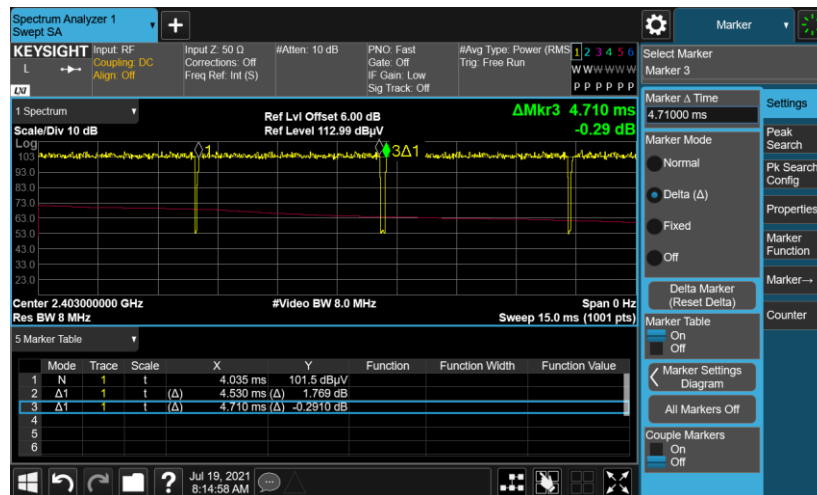 Spectrum Analyzer 1
Swept SA
+
Marker
KEYSIGHT
L
LXI
Input: RF
Coupling: DC
Align: Off
Input Z: 50 Ω
Corrections: Off
Freq Ref: Int (S)
#Atten: 10 dB
PNO: Fast
Gate: Off
IF Gain: Low
Sig Track: Off
#Avg Type: Power (RMS
Trig: Free Run
1 2 3 4 5 6
W W W W W W
P P P P P P
1 Spectrum
Scale/Div 10 dB
Ref Lvl Offset 6.00 dB
Ref Level 112.99 dBµV
ΔMkr3 4.710 ms
-0.29 dB
Log
103
93.0
83.0
73.0
63.0
53.0
43.0
33.0
23.0
1
3Δ1
Center 2.403000000 GHz
Res BW 8 MHz
#Video BW 8.0 MHz
Span 0 Hz
Sweep 15.0 ms (1001 pts)
5 Marker Table
Mode Trace Scale X Y Function Function Width Function Value
1 N 1 t 4.035 ms 101.5 dBµV
2 Δ1 1 t (Δ) 4.530 ms (Δ) 1.769 dB
3 Δ1 1 t (Δ) 4.710 ms (Δ) -0.2910 dB
4
5
6
?
Jul 19, 2021
8:14:58 AM
Select Marker
Marker 3
Marker Δ Time
4.71000 ms
Marker Mode
Normal
Delta (Δ)
Fixed
Off
Delta Marker
(Reset Delta)
Marker Table
On
Off
Marker Settings
Diagram
All Markers Off
Couple Markers
On
Off
Settings
Peak
Search
Pk Search
Config
Properties
Marker
Function
Marker→
Counter